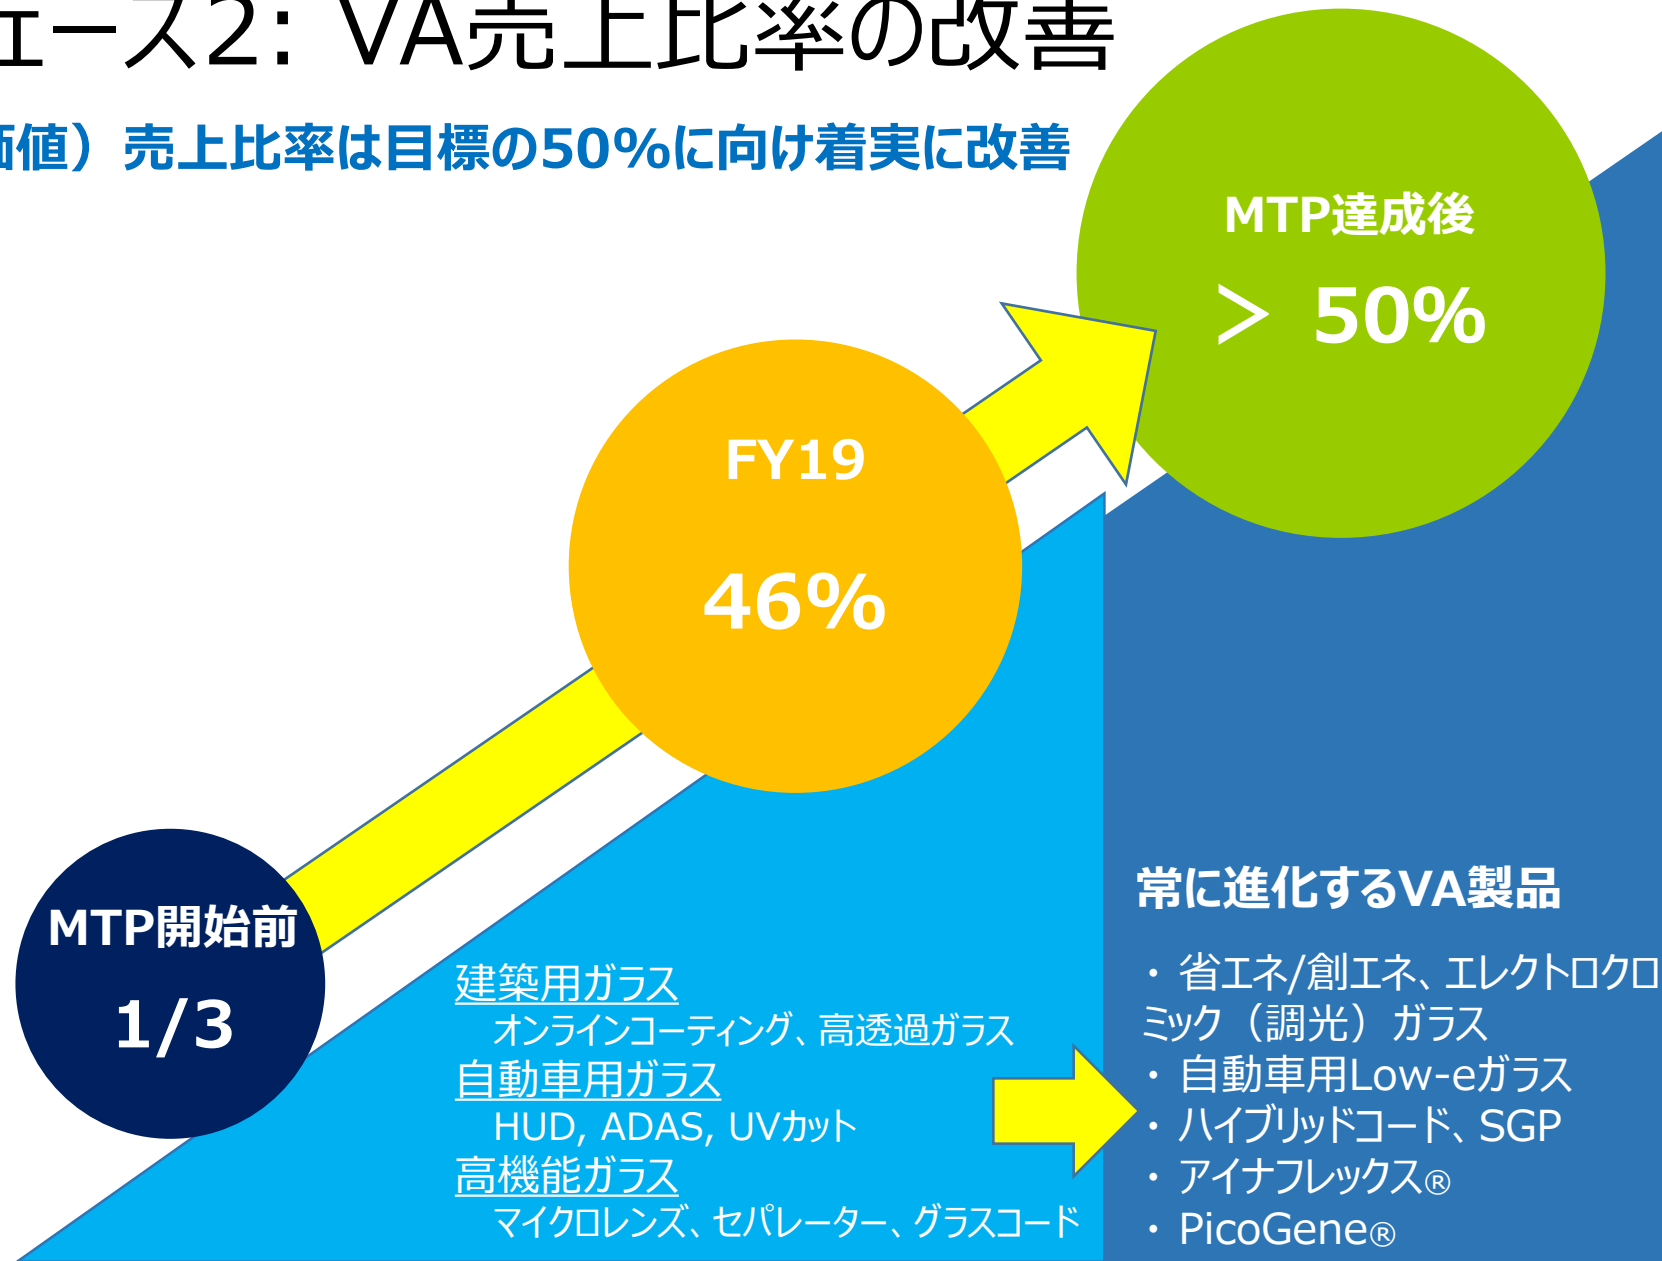 ェース2: VA売上比率の改善
価値）売上比率は目標の50%に向け着実に改善
MTP達成後
＞ 50%
FY19
46%
MTP開始前
1/3
建築用ガラス
オンラインコーティング、高透過ガラス
自動車用ガラス
HUD, ADAS, UVカット
高機能ガラス
マイクロレンズ、セパレーター、グラスコード
常に進化するVA製品
・ 省エネ/創エネ、エレクトロクロ
ミック（調光）ガラス
・ 自動車用Low-eガラス
・ ハイブリッドコード、SGP
・ アイナフレックス®
・ PicoGene®